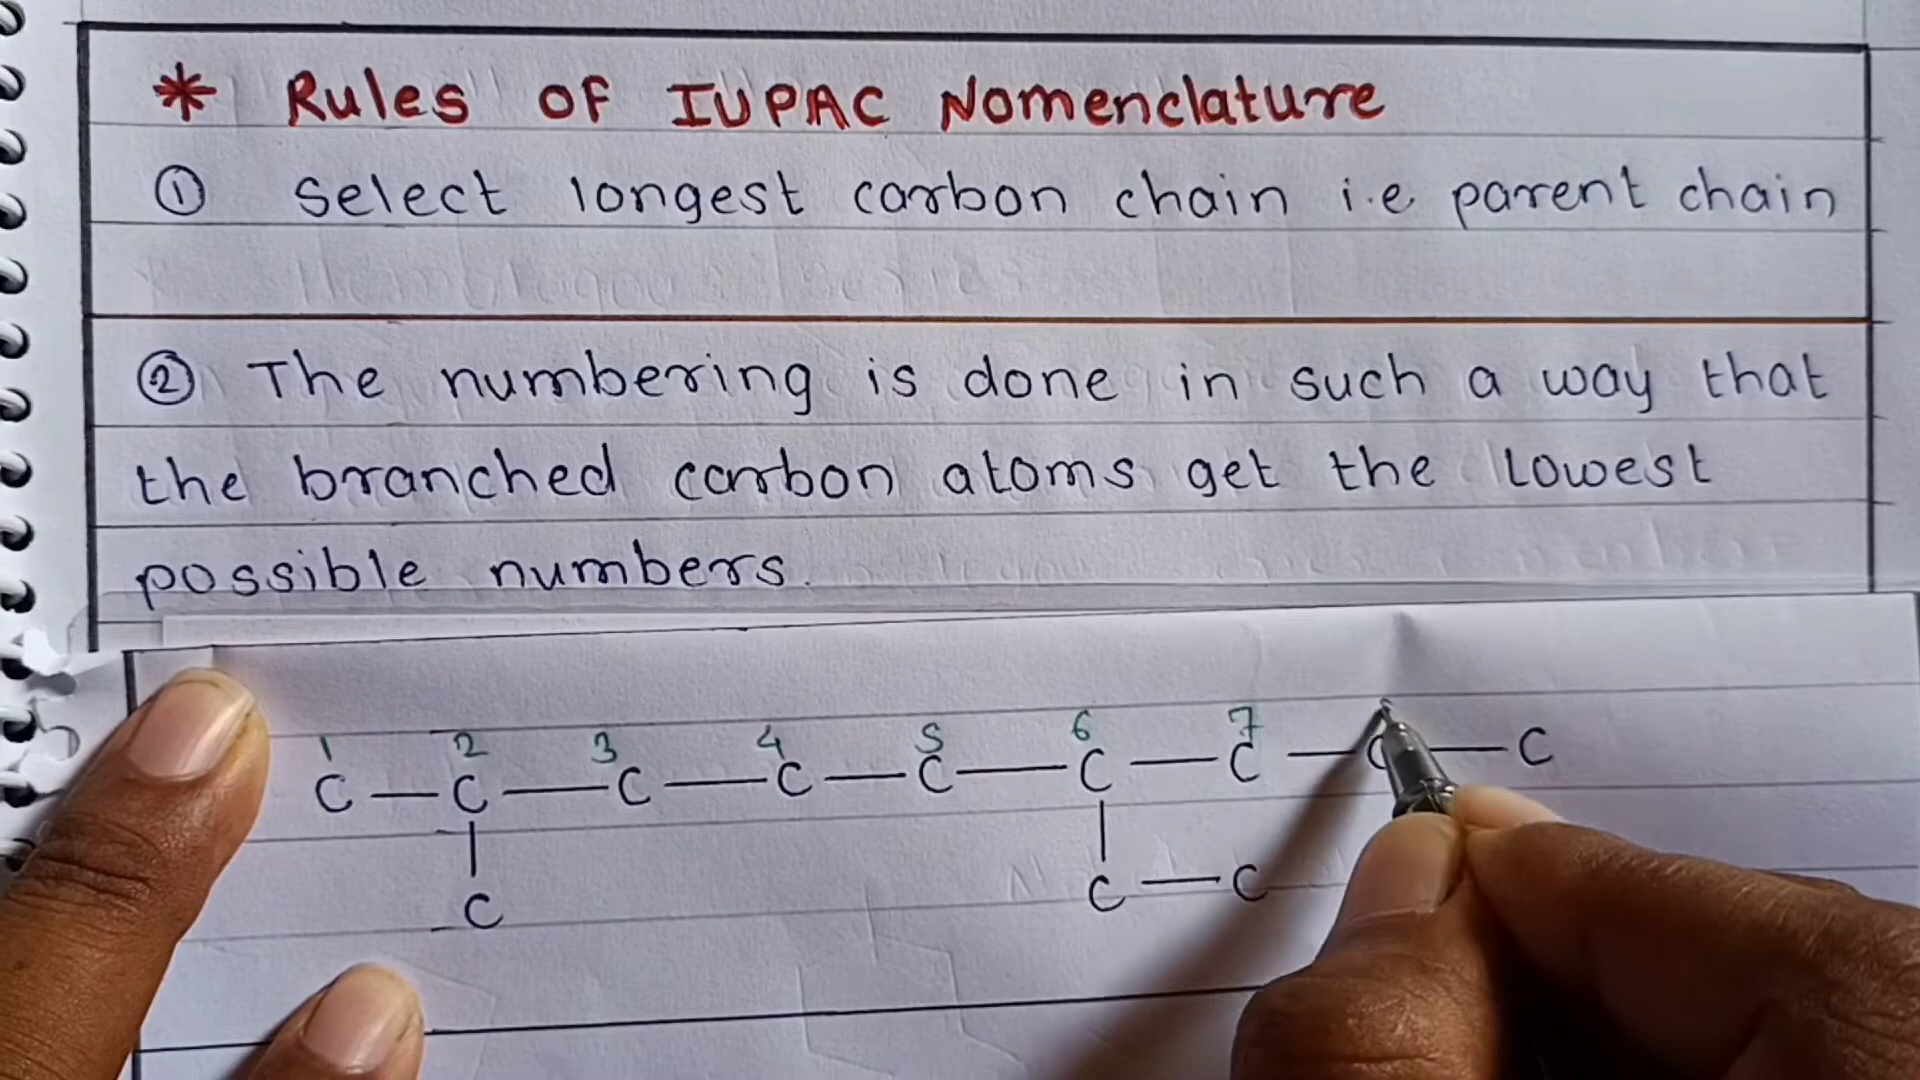 * Rules OF IUPAC Nomenclature
① Select longest carbon chain i.e parent chain
② The numbering is done in such a way that
the branched carbon atoms get the lowest
possible numbers.
1 2 3 4 5 6 7
C — C — C — C — C — C — C — C — C
| |
C C — C